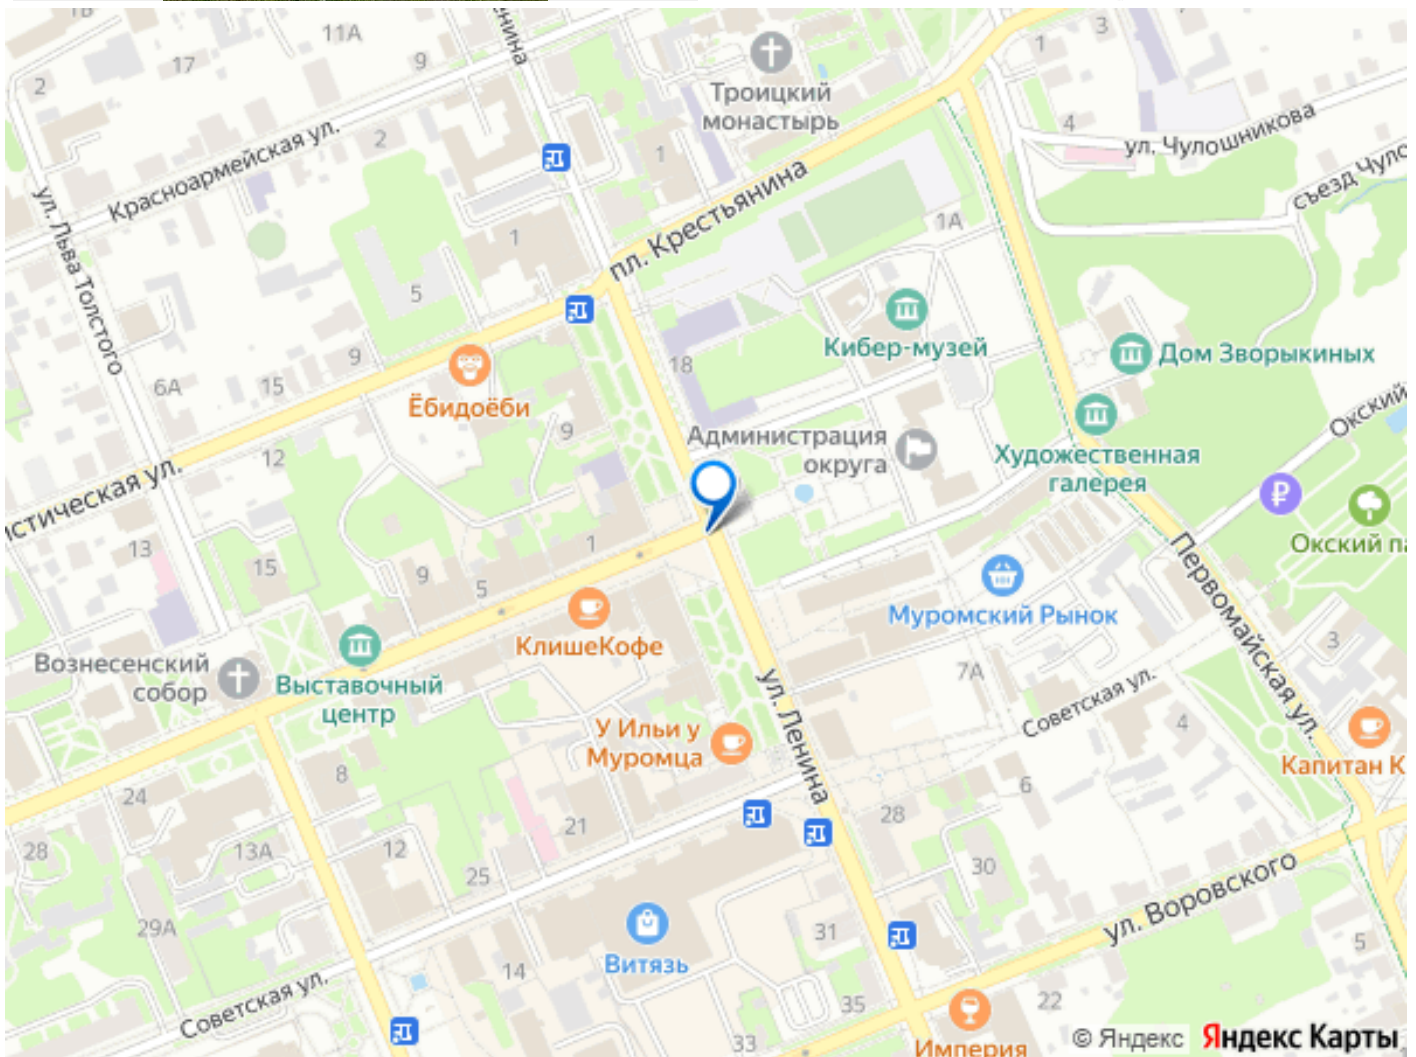 11А
17
9
2
3
1
Троицкий
монастырь
4
ул. Чулошникова
Красноармейская ул.
2
1
пл. Крестьянина
1А
ул. Льва Толстого
1
5
18
Кибер-музей
Дом Зворыкиных
9
6А
15
Ёбидоёби
9
Администрация
округа
Художественная
галерея
Окский
12
13
15
9
5
1
Окский
Муромский Рынок
КлишеКофе
Первомайская ул.
3
Вознесенский
собор
Выставочный
центр
7А
ул. Ленина
Советская ул.
4
У Ильи у
Муромца
Капитан
8
24
6
28
21
28
13А
12
25
30
29А
ул. Воровского
31
5
Витязь
14
Советская ул.
35
22
33
Империя
© Яндекс Яндекс Карты